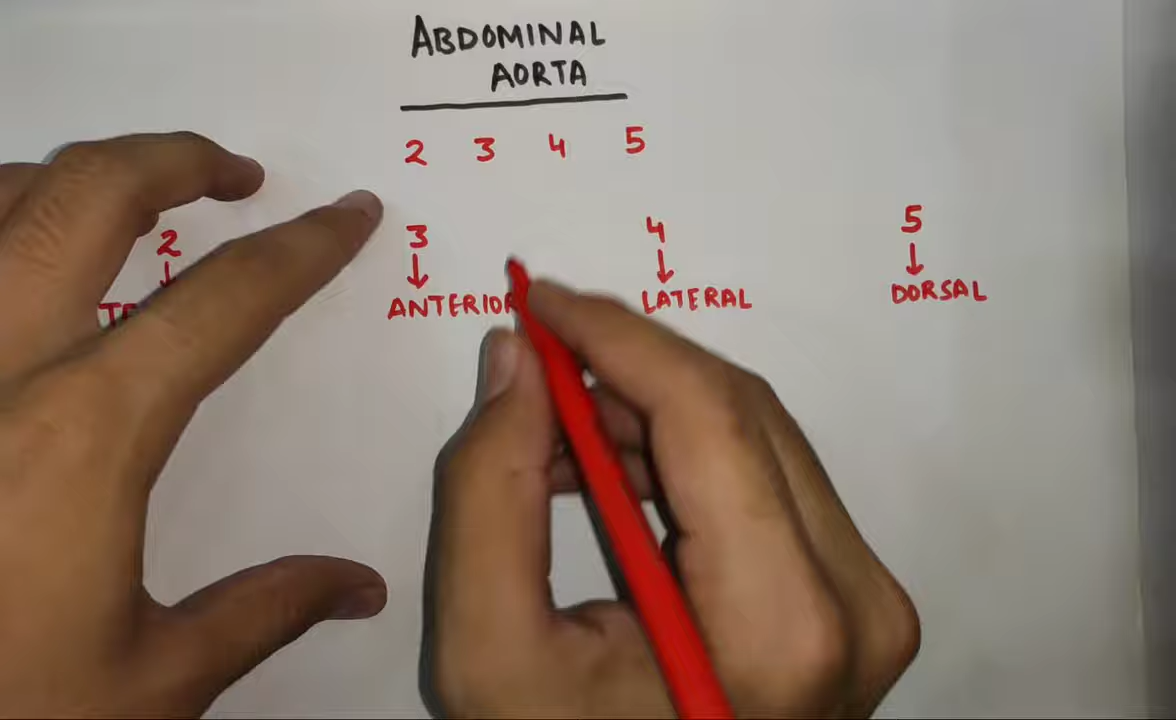 ABDOMINAL
AORTA
2 3 4 5
2 3 4 5
ANTERIOR LATERAL DORSAL